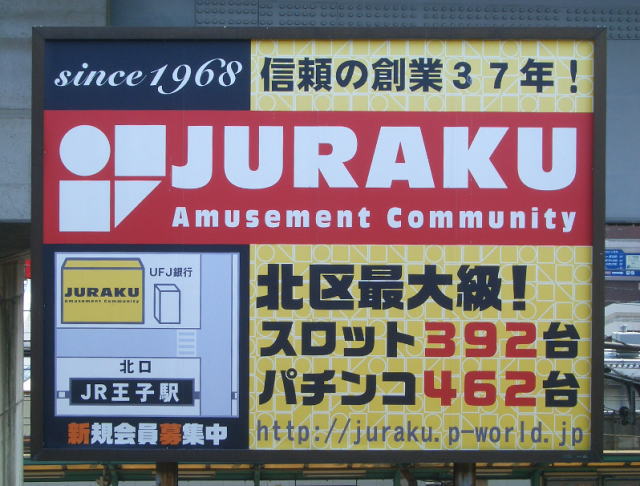 since1968
信頼の創業37年!
JURAKU
Amusement Community
JURAKU
Amusement Community
UFJ銀行
北口
JR王子駅
新規会員募集中
北区最大級!
スロット392台
パチンコ462台
http://juraku.p-world.jp